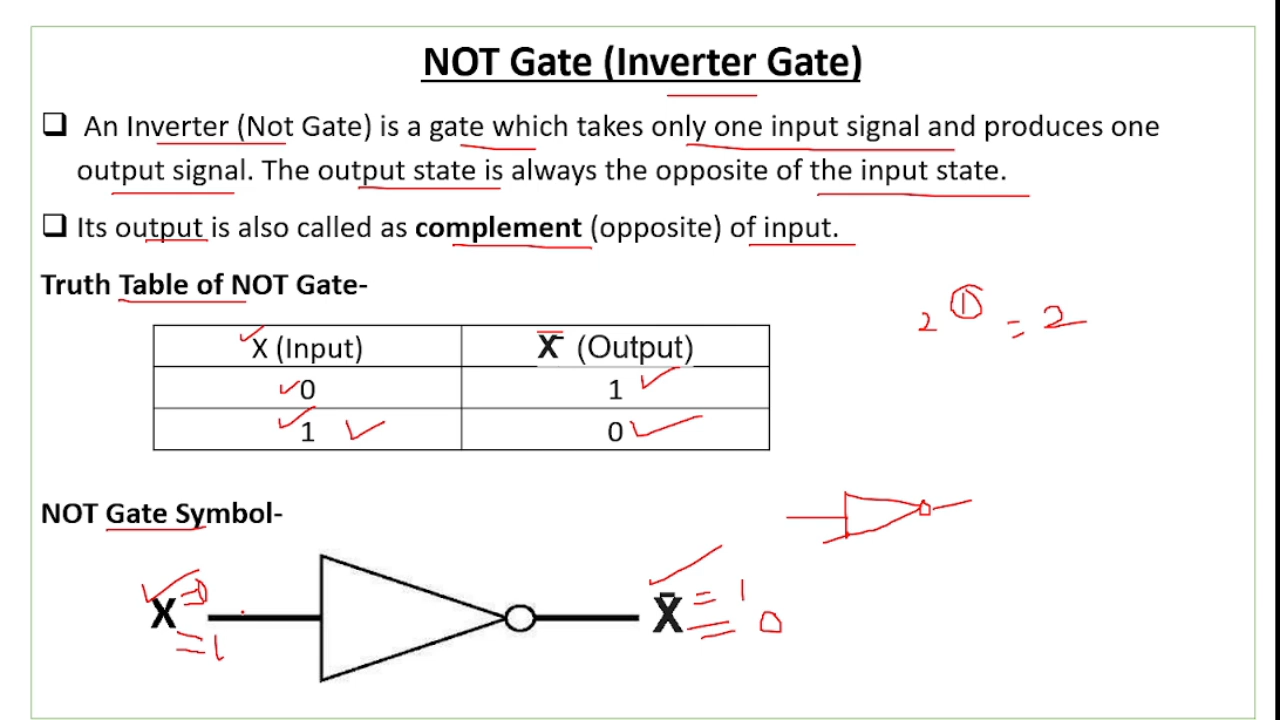 NOT Gate (Inverter Gate)
❑ An Inverter (Not Gate) is a gate which takes only one input signal and produces one
output signal. The output state is always the opposite of the input state.
❑ Its output is also called as complement (opposite) of input.
Truth Table of NOT Gate-
X (Input) X̅ (Output)
0 1
1 0
2¹ = 2
NOT Gate Symbol-
X = 0 X̅ = 1
= 1 = 0